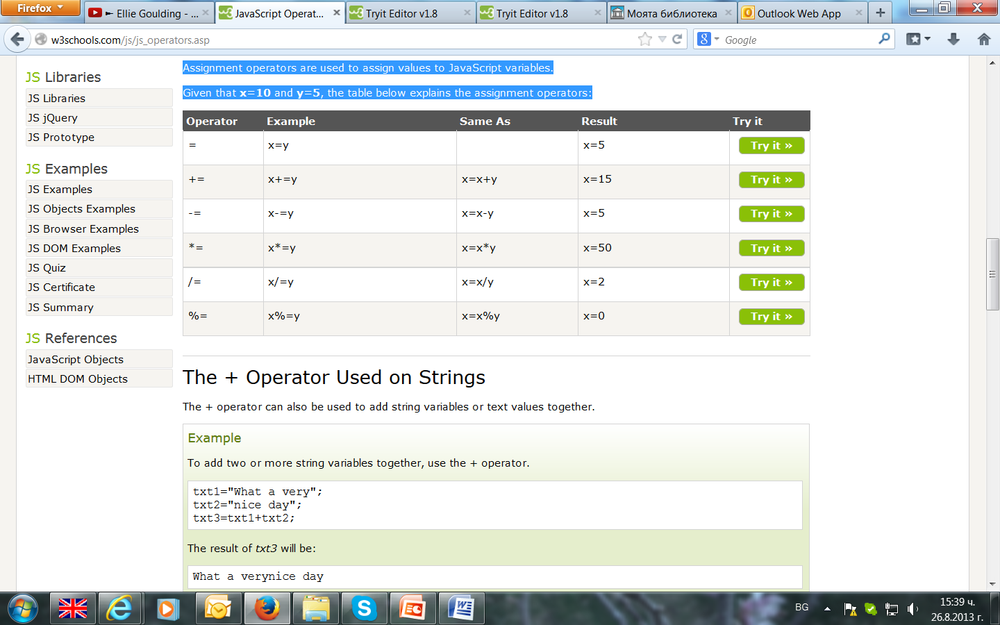 Firefox
► Ellie Goulding - ...
JavaScript Operat...
Tryit Editor v1.8
Tryit Editor v1.8
Моята библиотека
Outlook Web App
w3schools.com/js/js_operators.asp
Google
JS Libraries
JS Libraries
JS jQuery
JS Prototype
JS Examples
JS Examples
JS Objects Examples
JS Browser Examples
JS DOM Examples
JS Quiz
JS Certificate
JS Summary
JS References
JavaScript Objects
HTML DOM Objects
Assignment operators are used to assign values to JavaScript variables.
Given that x=10 and y=5, the table below explains the assignment operators:
Operator Example Same As Result Try it
= x=y x=5 Try it »
+= x+=y x=x+y x=15 Try it »
-= x-=y x=x-y x=5 Try it »
*= x*=y x=x*y x=50 Try it »
/= x/=y x=x/y x=2 Try it »
%= x%=y x=x%y x=0 Try it »
The + Operator Used on Strings
The + operator can also be used to add string variables or text values together.
Example
To add two or more string variables together, use the + operator.
txt1="What a very";
txt2="nice day";
txt3=txt1+txt2;
The result of txt3 will be:
What a verynice day
BG
15:39 ч.
26.8.2013 г.